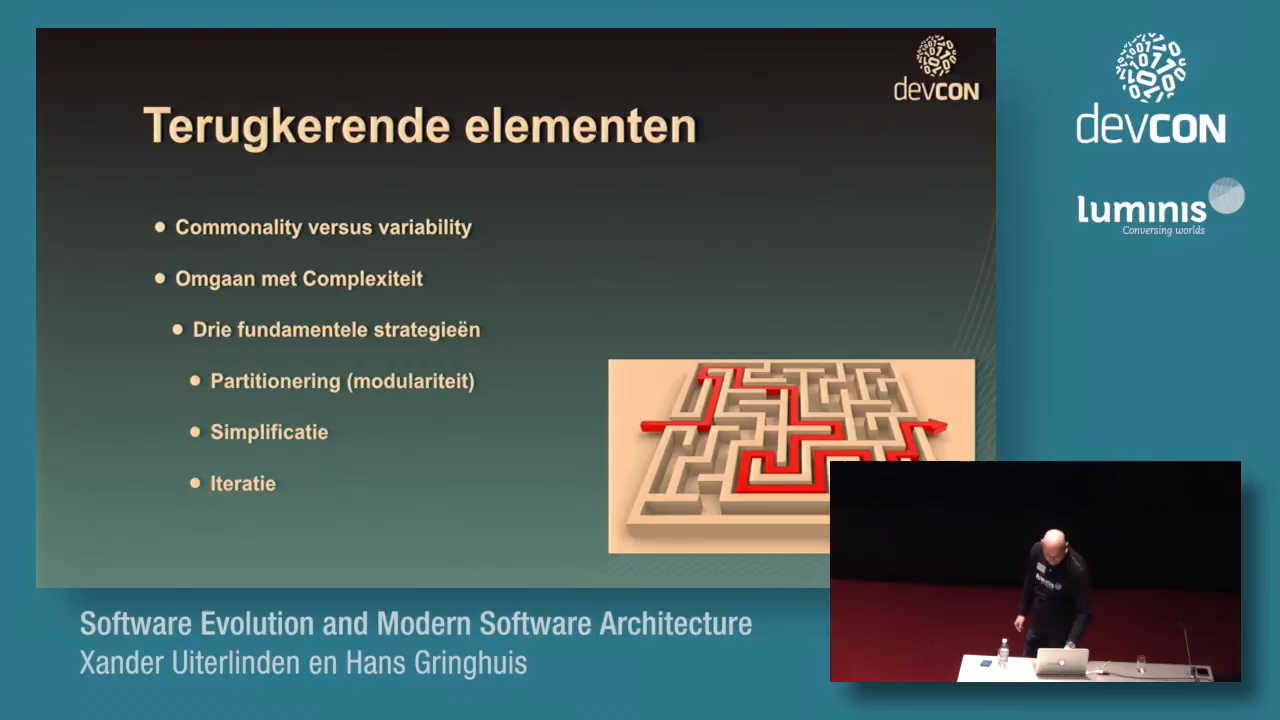 devcon
Terugkerende elementen
Commonality versus variability
Omgaan met Complexiteit
Drie fundamentele strategieën
Partitionering (modulariteit)
Simplificatie
Iteratie
devcon
luminis
Conversing worlds
Software Evolution and Modern Software Architecture
Xander Uiterlinden en Hans Gringhuis